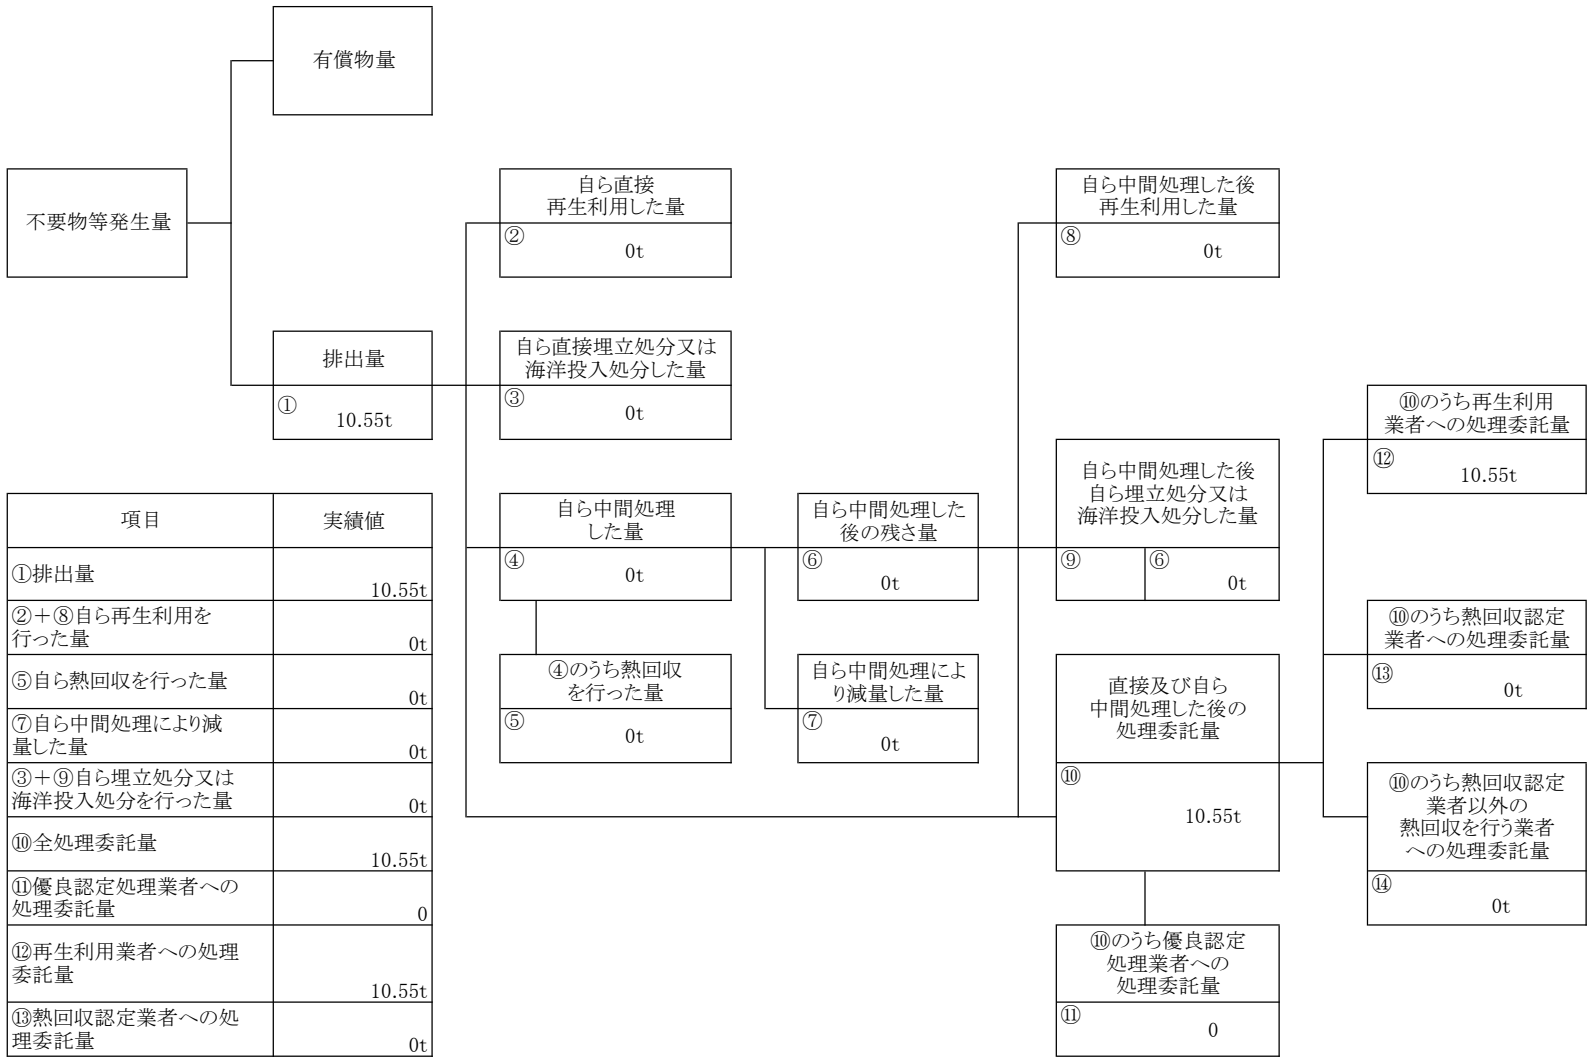 有償物量
不要物等発生量
排出量
①
10.55t
自ら直接
再生利用した量
②
0t
自ら直接埋立処分又は
海洋投入処分した量
③
0t
自ら中間処理
した量
④
0t
④のうち熱回収
を行った量
⑤
0t
自ら中間処理した
後の残さ量
⑥
0t
自ら中間処理によ
り減量した量
⑦
0t
自ら中間処理した後
再生利用した量
⑧
0t
自ら中間処理した後
自ら埋立処分又は
海洋投入処分した量
⑨
⑥
0t
直接及び自ら
中間処理した後の
処理委託量
⑩
10.55t
⑩のうち優良認定
処理業者への
処理委託量
⑪
0
⑩のうち再生利用
業者への処理委託量
⑫
10.55t
⑩のうち熱回収認定
業者への処理委託量
⑬
0t
⑩のうち熱回収認定
業者以外の
熱回収を行う業者
への処理委託量
⑭
0t
項目 実績値
①排出量
10.55t
②＋⑧自ら再生利用を
行った量
0t
⑤自ら熱回収を行った量
0t
⑦自ら中間処理により減
量した量
0t
③＋⑨自ら埋立処分又は
海洋投入処分を行った量
0t
⑩全処理委託量
10.55t
⑪優良認定処理業者への
処理委託量
0
⑫再生利用業者への処理
委託量
10.55t
⑬熱回収認定業者への処
理委託量
0t